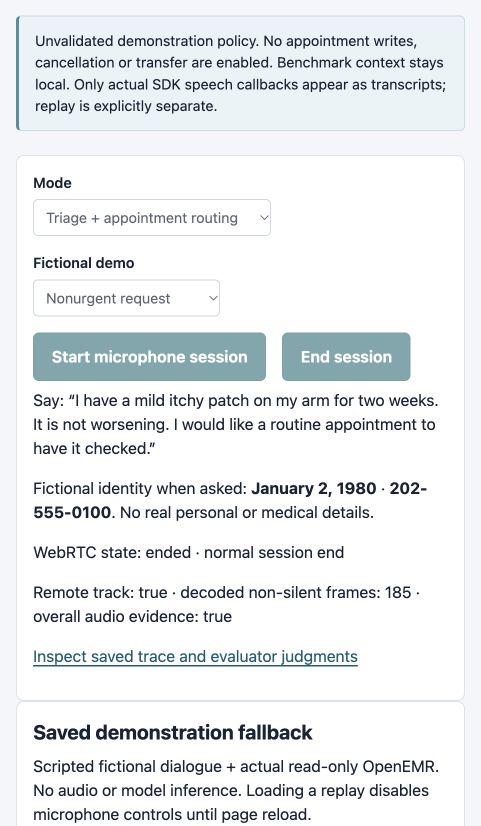 Unvalidated demonstration policy. No appointment writes,
cancellation or transfer are enabled. Benchmark context stays
local. Only actual SDK speech callbacks appear as transcripts;
replay is explicitly separate.
Mode
Triage + appointment routing
Fictional demo
Nonurgent request
Start microphone session
End session
Say: “I have a mild itchy patch on my arm for two weeks.
It is not worsening. I would like a routine appointment to
have it checked.”
Fictional identity when asked: January 2, 1980 · 202-
555-0100. No real personal or medical details.
WebRTC state: ended · normal session end
Remote track: true · decoded non-silent frames: 185 ·
overall audio evidence: true
Inspect saved trace and evaluator judgments
Saved demonstration fallback
Scripted fictional dialogue + actual read-only OpenEMR.
No audio or model inference. Loading a replay disables
microphone controls until page reload.